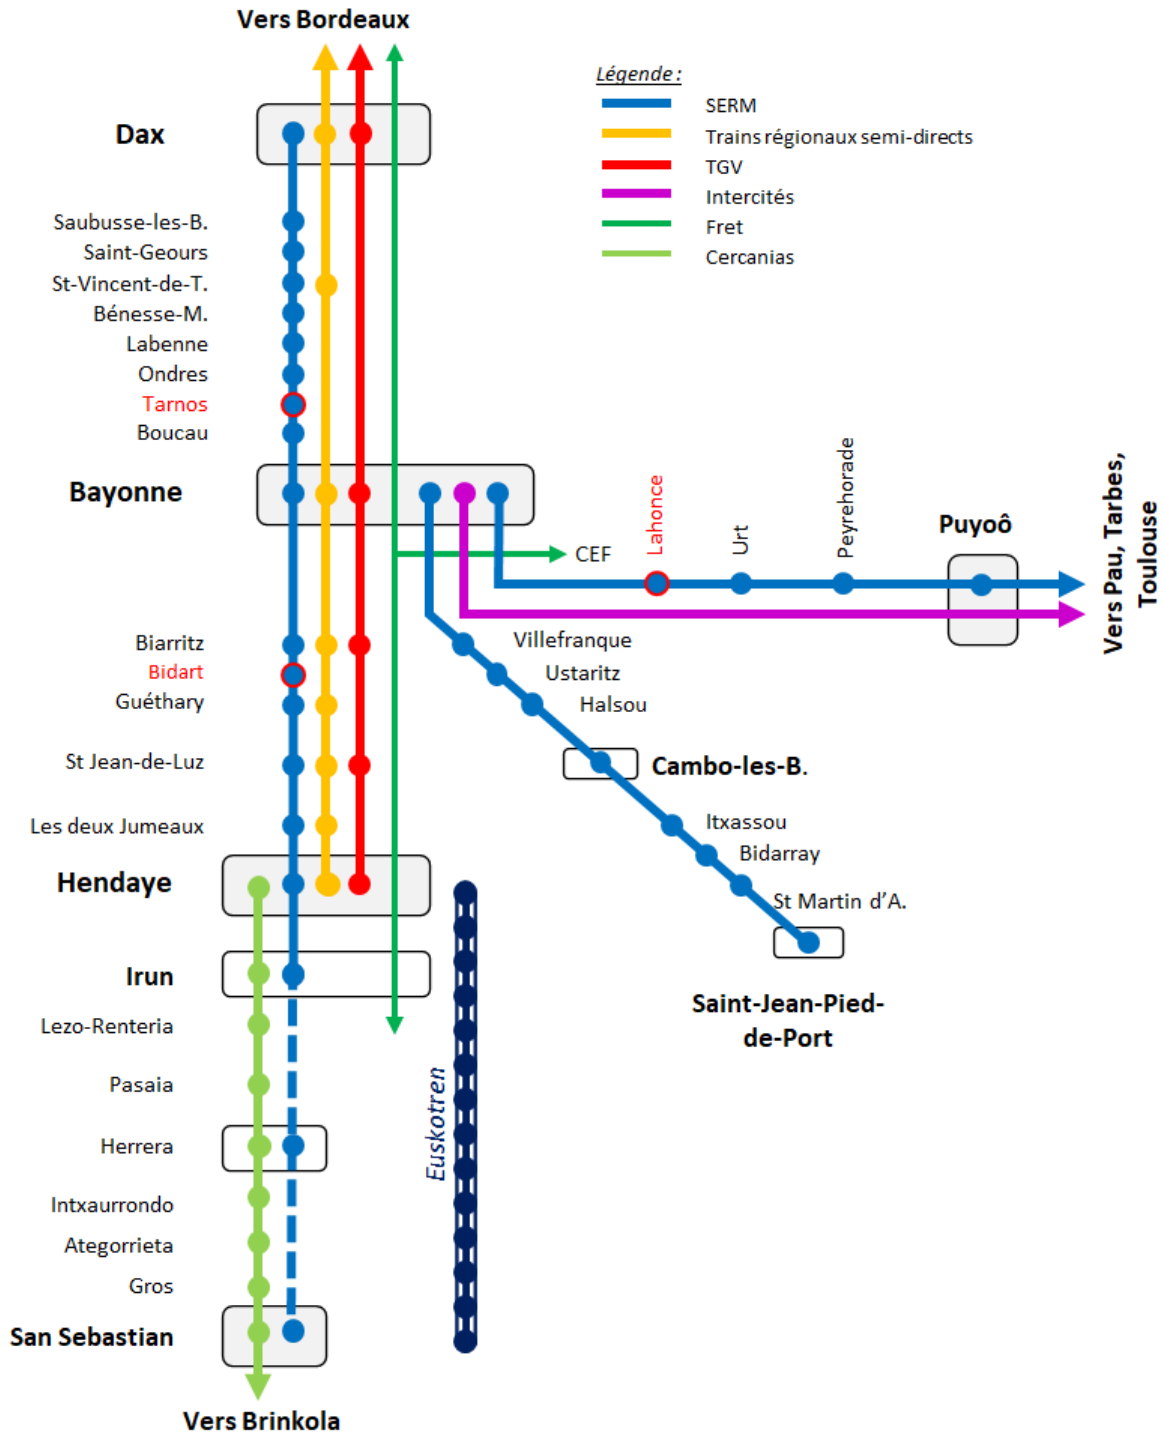 Vers Bordeaux
Légende :
SERM
Trains régionaux semi-directs
TGV
Intercités
Fret
Cercanias
Dax
Saubusse-les-B.
Saint-Geours
St-Vincent-de-T.
Bénesse-M.
Labenne
Ondres
Tarnos
Boucau
Bayonne
CEF
Lahonce
Urt
Peyrehorade
Puyoô
Vers Pau, Tarbes,
Toulouse
Biarritz
Bidart
Guéthary
St Jean-de-Luz
Les deux Jumeaux
Villefranque
Ustaritz
Halsou
Cambo-les-B.
Itxassou
Bidarray
St Martin d’A.
Saint-Jean-Pied-
de-Port
Hendaye
Irun
Lezo-Renteria
Pasaia
Herrera
Intxaurrondo
Ategorrieta
Gros
San Sebastian
Euskotren
Vers Brinkola